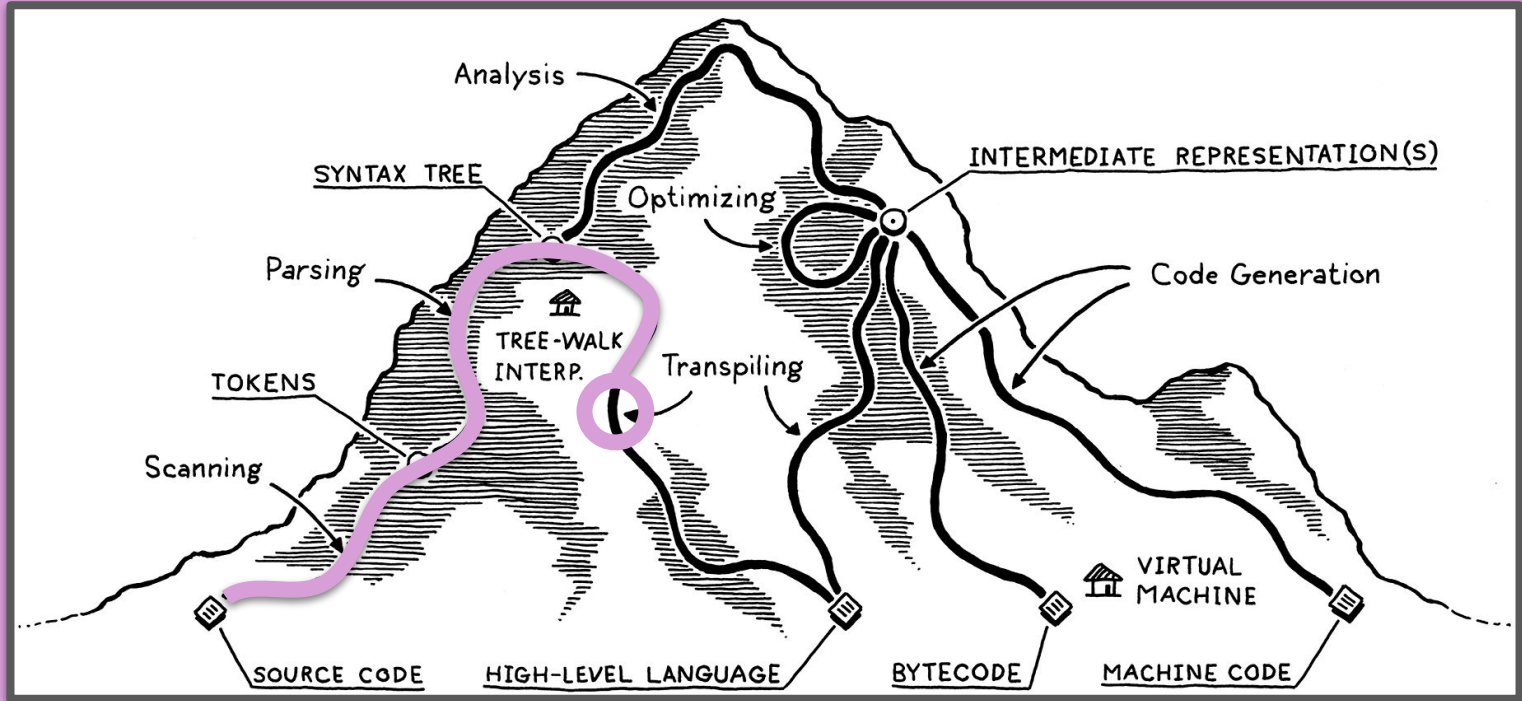 Analysis
INTERMEDIATE REPRESENTATION(S)
SYNTAX TREE
Optimizing
Parsing
Code Generation
TREE-WALK
INTERP.
Transpiling
TOKENS
Scanning
VIRTUAL
MACHINE
SOURCE CODE
HIGH-LEVEL LANGUAGE
BYTECODE
MACHINE CODE